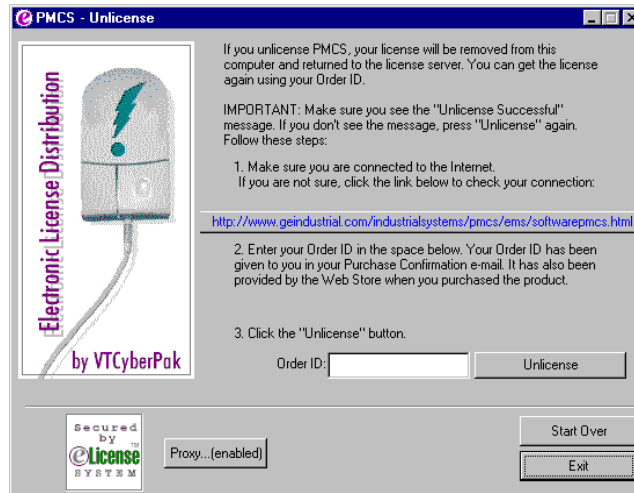 PMCS - Unlicense
Electronic License Distribution
by VTCyberPak
If you unlicense PMCS, your license will be removed from this
computer and returned to the license server. You can get the license
again using your Order ID.
IMPORTANT: Make sure you see the "Unlicense Successful"
message. If you don't see the message, press "Unlicense" again.
Follow these steps:
1. Make sure you are connected to the Internet.
If you are not sure, click the link below to check your connection:
http://www.geindustrial.com/industrialsystems/pmcs/ems/softwarepmcs.html
2. Enter your Order ID in the space below. Your Order ID has been
given to you in your Purchase Confirmation e-mail. It has also been
provided by the Web Store when you purchased the product.
3. Click the "Unlicense" button.
Order ID:
Unlicense
Secured
by
eLicense™
SYSTEM
Proxy...(enabled)
Start Over
Exit